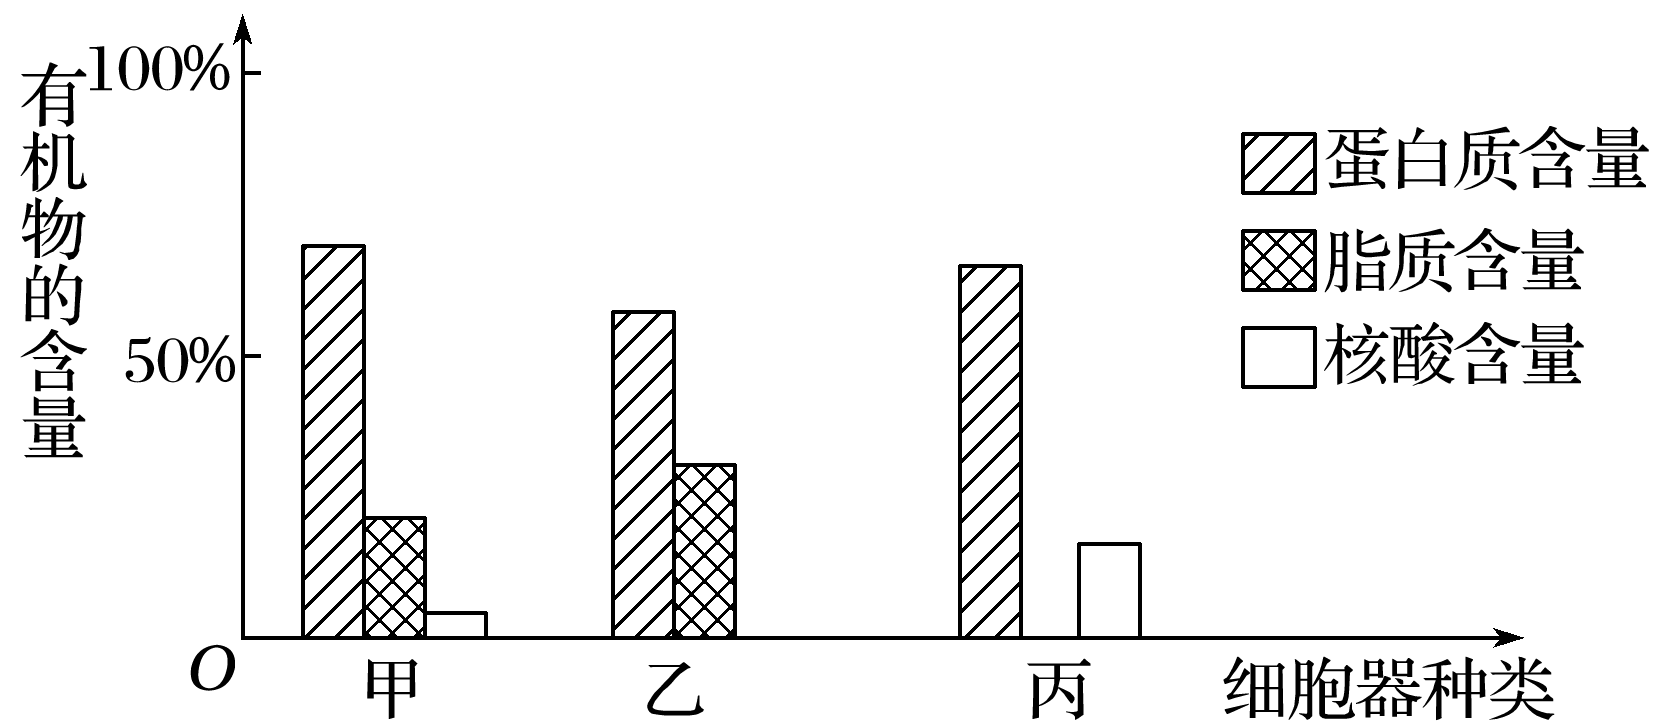 有机物的含量
100%
50%
O
甲
乙
丙
细胞器种类
蛋白质含量
脂质含量
核酸含量